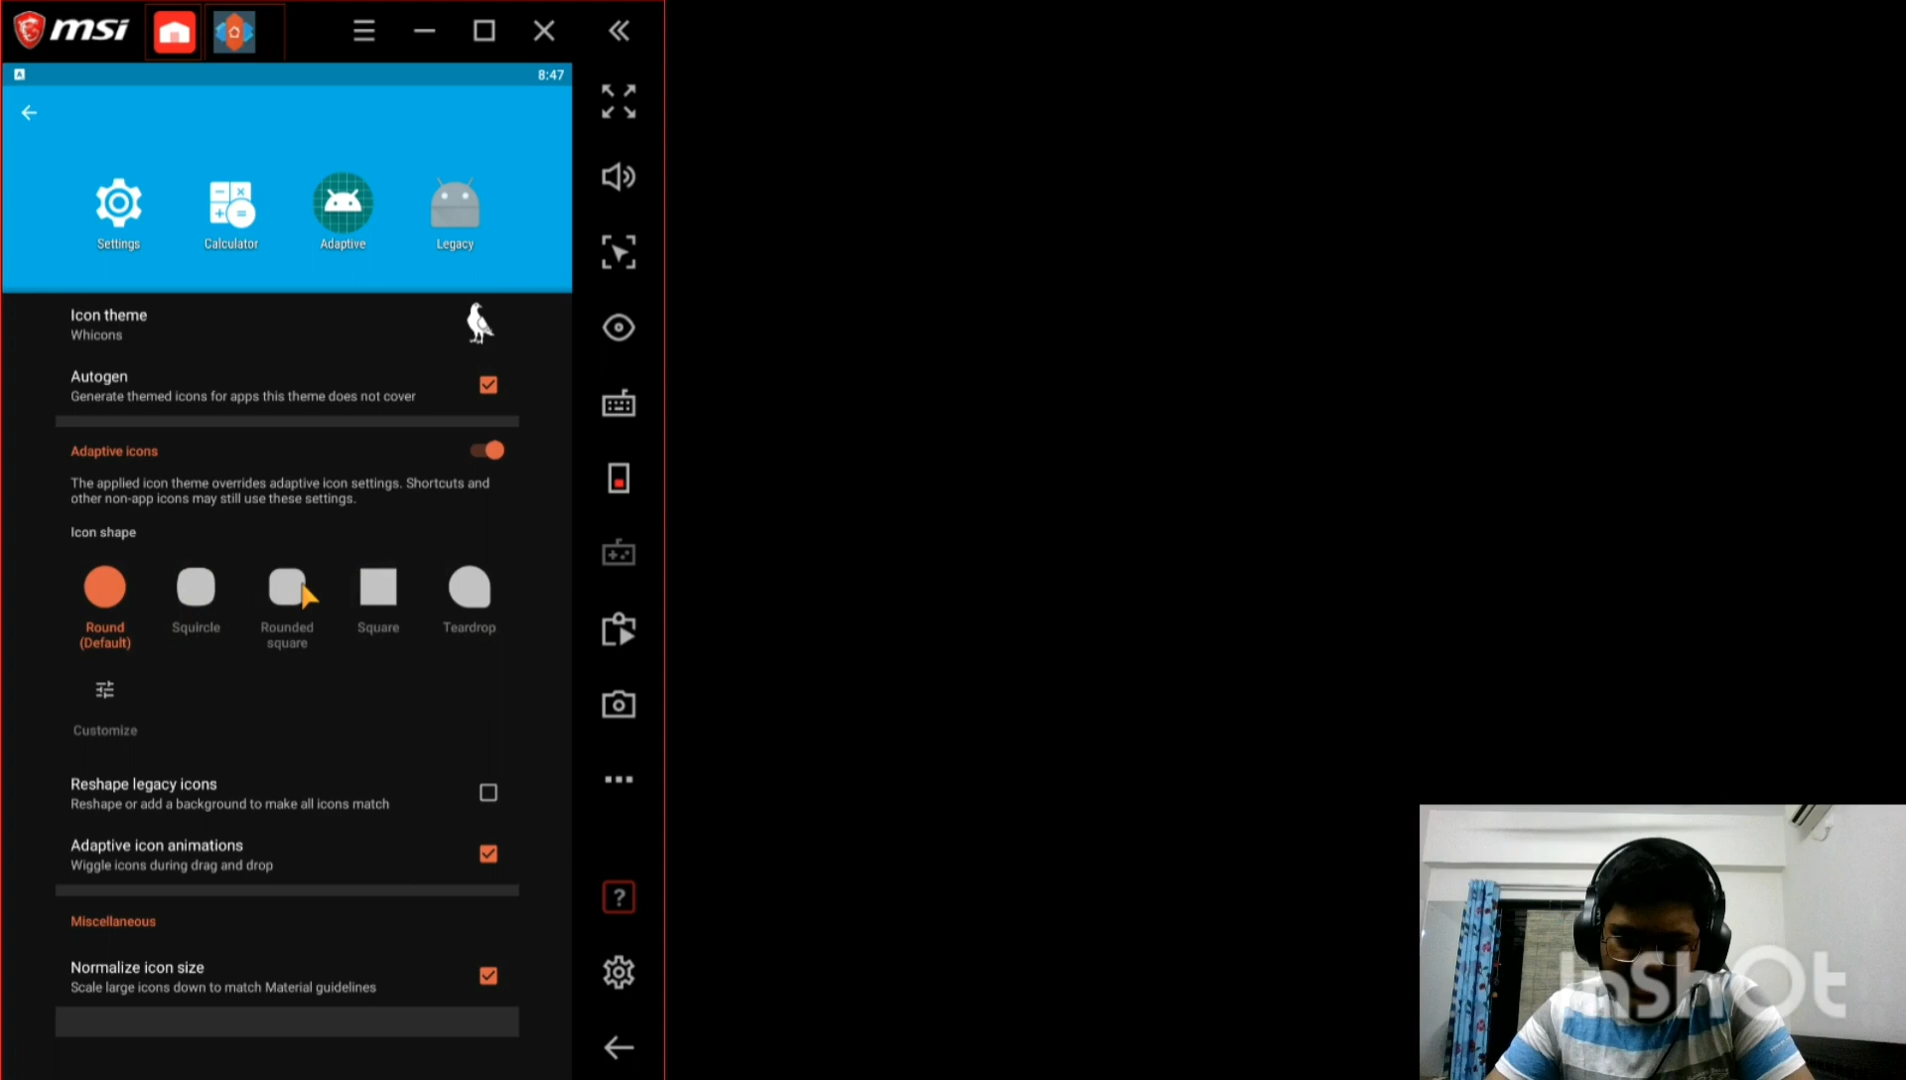 msi
8:47
Settings
Calculator
Adaptive
Legacy
Icon theme
Whicons
Autogen
Generate themed icons for apps this theme does not cover
Adaptive icons
The applied icon theme overrides adaptive icon settings. Shortcuts and
other non-app icons may still use these settings.
Icon shape
Round
(Default)
Squircle
Rounded
square
Square
Teardrop
Customize
Reshape legacy icons
Reshape or add a background to make all icons match
Adaptive icon animations
Wiggle icons during drag and drop
Miscellaneous
Normalize icon size
Scale large icons down to match Material guidelines
InShOt